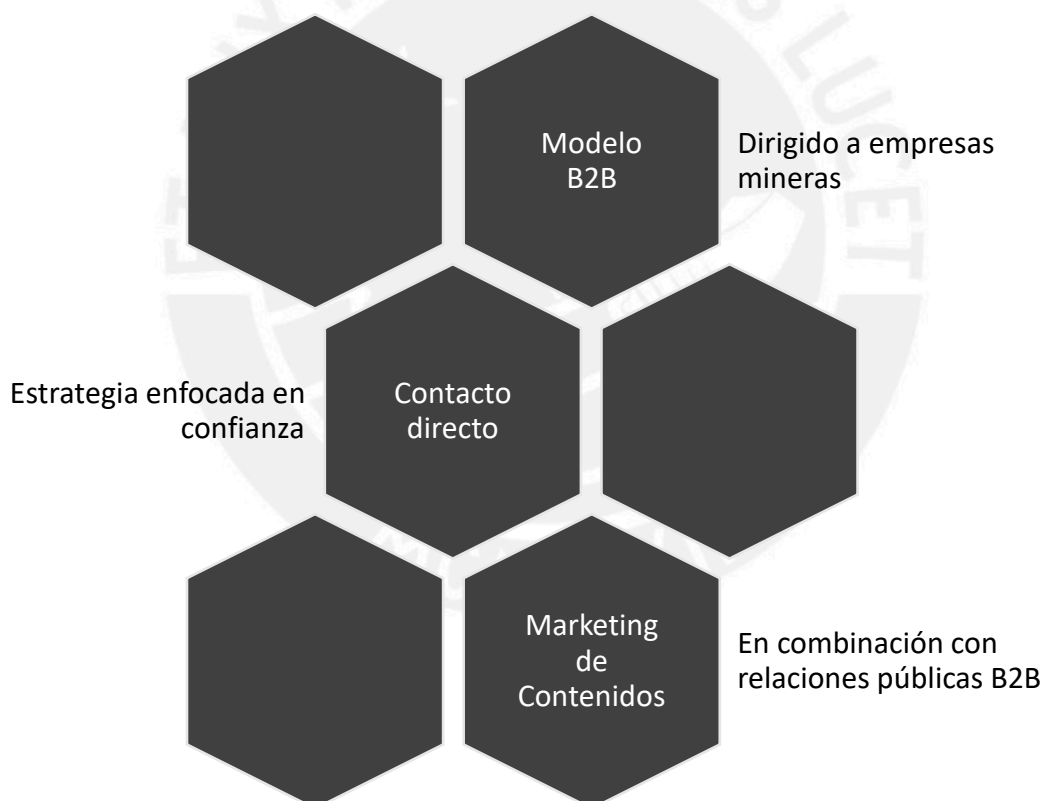 Modelo
B2B
Dirigido a empresas
mineras
Estrategia enfocada en
confianza
Contacto
directo
Marketing
de
Contenidos
En combinación con
relaciones públicas B2B